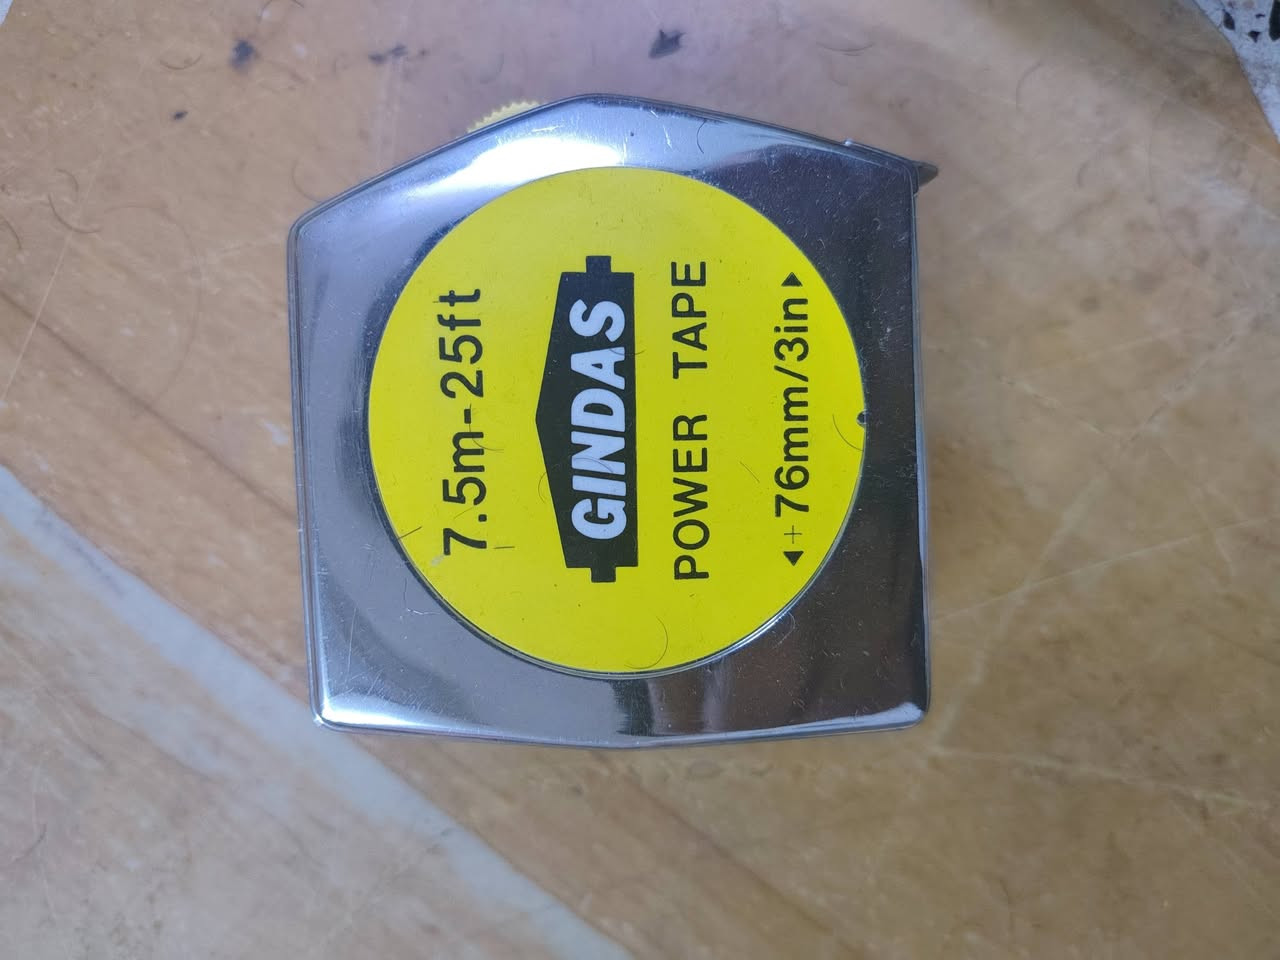 7.5m-25ft
GINDAS
POWER TAPE
◄+76mm/3in►